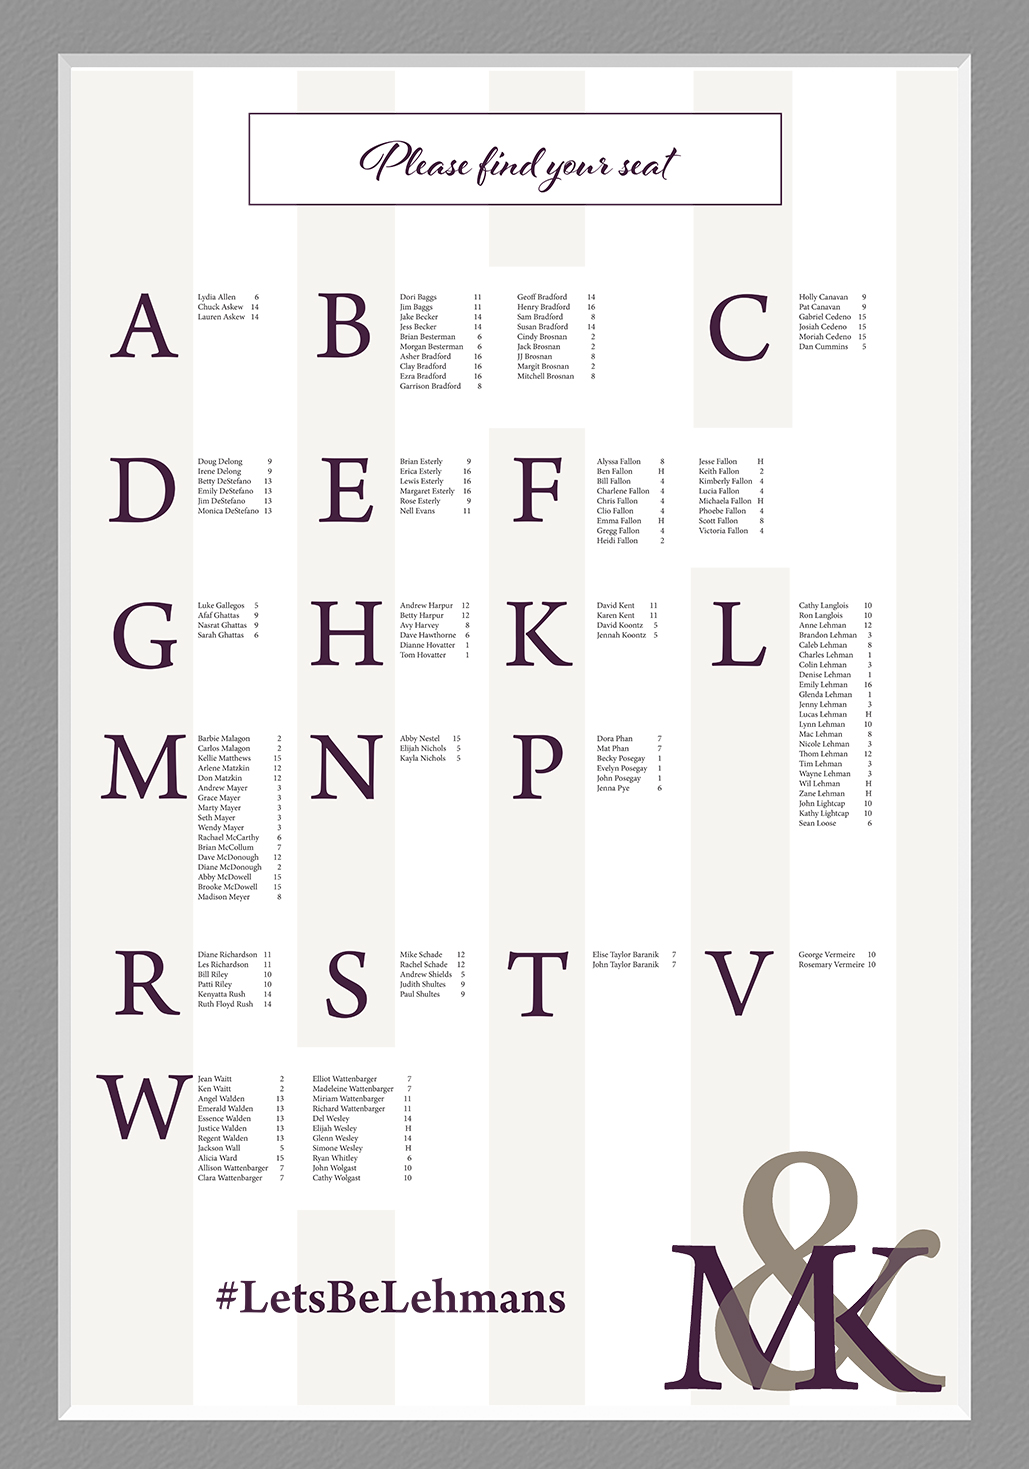 Please find your seat
A
Lydia Allen 6
Chuck Askew 14
Lauren Askew 14
B
Dori Baggs 11
Jim Baggs 11
Jake Becker 14
Jess Becker 14
Brian Besterman 6
Morgan Besterman 6
Asher Bradford 16
Clay Bradford 16
Ezra Bradford 16
Garrison Bradford 8
Geoff Bradford 14
Henry Bradford 16
Sam Bradford 8
Susan Bradford 14
Cindy Brosnan 2
Jack Brosnan 2
JJ Brosnan 8
Margit Brosnan 2
Mitchell Brosnan 8
C
Holly Canavan 9
Pat Canavan 9
Gabriel Cedeno 15
Josiah Cedeno 15
Moriah Cedeno 15
Dan Cummins 5
D
Doug Delong 9
Irene Delong 9
Betty DeStefano 13
Emily DeStefano 13
Jim DeStefano 13
Monica DeStefano 13
E
Brian Esterly 9
Erica Esterly 16
Lewis Esterly 16
Margaret Esterly 16
Rose Esterly 9
Nell Evans 11
F
Alyssa Fallon 8
Ben Fallon H
Bill Fallon 4
Charlene Fallon 4
Chris Fallon 4
Clio Fallon 4
Emma Fallon H
Gregg Fallon 4
Heidi Fallon 2
Jesse Fallon H
Keith Fallon 2
Kimberly Fallon 4
Lucia Fallon 4
Michaela Fallon H
Phoebe Fallon 4
Scott Fallon 8
Victoria Fallon 4
G
Luke Gallegos 5
Afaf Ghattas 9
Nasrat Ghattas 9
Sarah Ghattas 6
H
Andrew Harpur 12
Betty Harpur 12
Avy Harvey 8
Dave Hawthorne 6
Dianne Hovatter 1
Tom Hovatter 1
K
David Kent 11
Karen Kent 11
David Koontz 5
Jennah Koontz 5
L
Cathy Langlois 10
Ron Langlois 10
Anne Lehman 12
Brandon Lehman 3
Caleb Lehman 8
Charles Lehman 1
Colin Lehman 3
Denise Lehman 1
Emily Lehman 16
Glenda Lehman 1
Jenny Lehman 3
Lucas Lehman H
Lynn Lehman 10
Mac Lehman 8
Nicole Lehman 3
Thom Lehman 12
Tim Lehman 3
Wayne Lehman 3
Wil Lehman H
Zane Lehman H
John Lightcap 10
Kathy Lightcap 10
Sean Loose 6
M
Barbie Malagon 2
Carlos Malagon 2
Kellie Matthews 15
Arlene Matzkin 12
Don Matzkin 12
Andrew Mayer 3
Grace Mayer 3
Marty Mayer 3
Seth Mayer 3
Wendy Mayer 3
Rachael McCarthy 6
Brian McCollum 7
Dave McDonough 12
Diane McDonough 2
Abby McDowell 15
Brooke McDowell 15
Madison Meyer 8
N
Abby Nestel 15
Elijah Nichols 5
Kayla Nichols 5
P
Dora Phan 7
Mat Phan 7
Becky Posegay 1
Evelyn Posegay 1
John Posegay 1
Jenna Pye 6
R
Diane Richardson 11
Les Richardson 11
Bill Riley 10
Patti Riley 10
Kenyatta Rush 14
Ruth Floyd Rush 14
S
Mike Schade 12
Rachel Schade 12
Andrew Shields 5
Judith Shultes 9
Paul Shultes 9
T
Elise Taylor Baranik 7
John Taylor Baranik 7
V
George Vermeire 10
Rosemary Vermeire 10
W
Jean Waitt 2
Ken Waitt 2
Angel Walden 13
Emerald Walden 13
Essence Walden 13
Justice Walden 13
Regent Walden 13
Jackson Wall 5
Alicia Ward 15
Allison Wattenbarger 7
Clara Wattenbarger 7
Elliot Wattenbarger 7
Madeleine Wattenbarger 7
Miriam Wattenbarger 11
Richard Wattenbarger 11
Del Wesley 14
Elijah Wesley H
Glenn Wesley 14
Simone Wesley H
Ryan Whitley 6
John Wolgast 10
Cathy Wolgast 10
#LetsBeLehmans
M&K